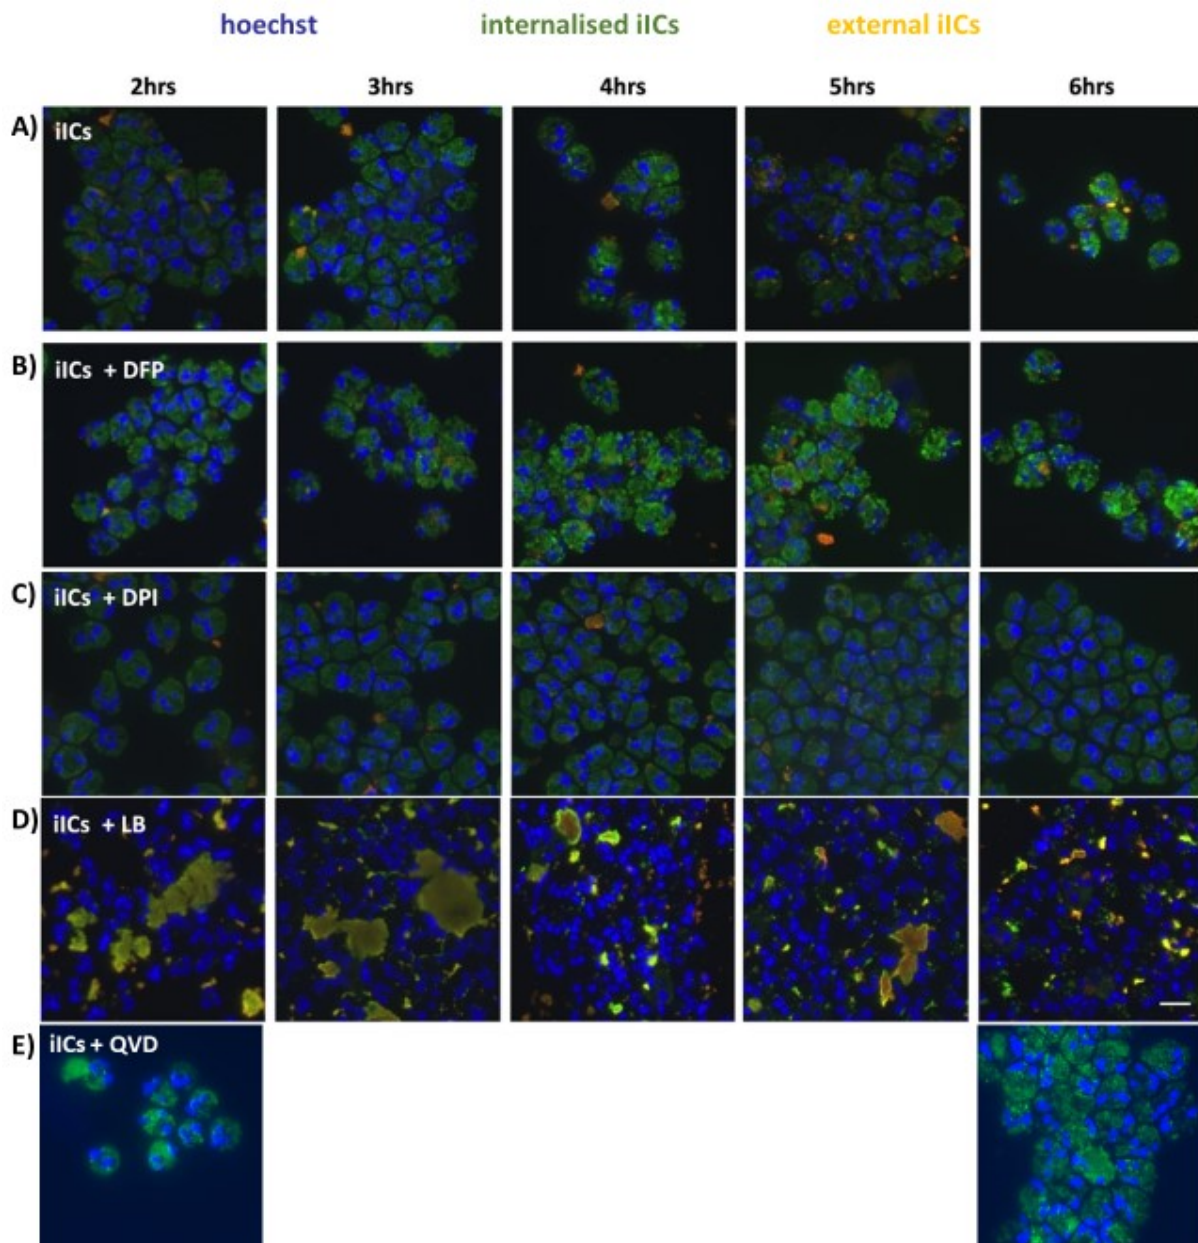 hoechst internalised iICs external iICs
2hrs 3hrs 4hrs 5hrs 6hrs
A) iICs
B) iICs + DFP
C) iICs + DPI
D) iICs + LB
E) iICs + QVD